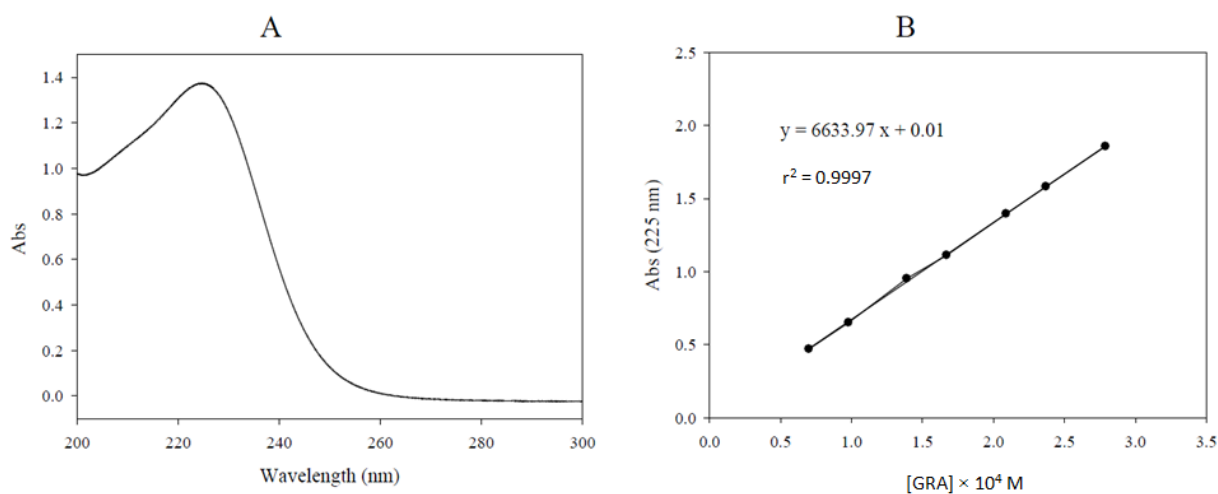 A
Abs
1.4
1.2
1.0
0.8
0.6
0.4
0.2
0.0
200 220 240 260 280 300
Wavelength (nm)
B
Abs (225 nm)
2.5
2.0
1.5
1.0
0.5
0.0
y = 6633.97 x + 0.01
r² = 0.9997
0.0 0.5 1.0 1.5 2.0 2.5 3.0 3.5
[GRA] × 10⁴ M